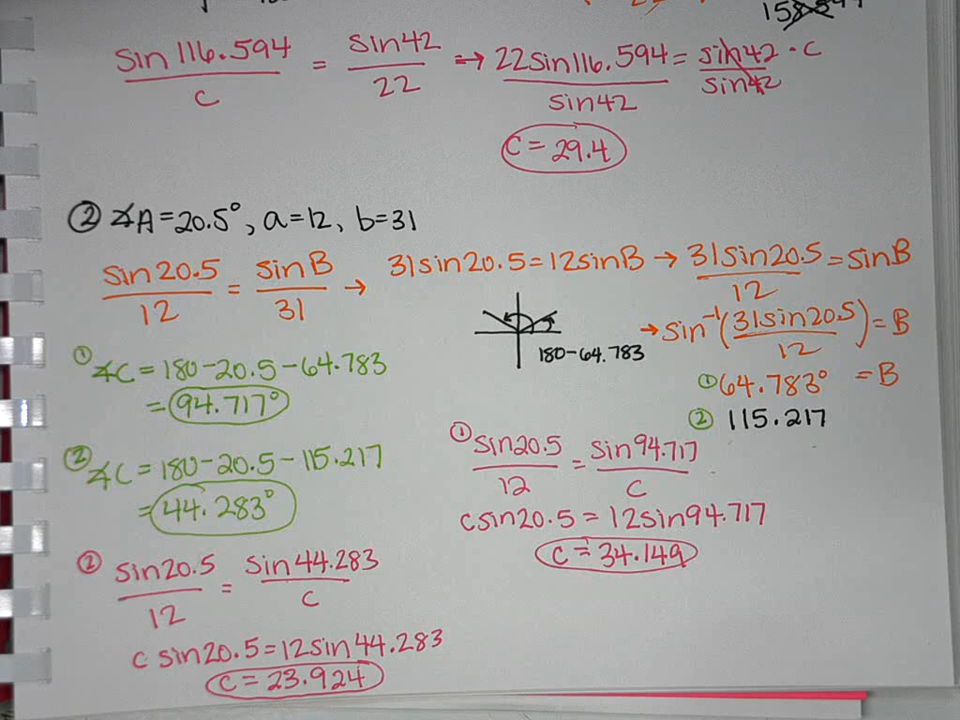 sin116.594/c = sin42/22 → 22sin116.594/sin42 = sin42/sin42 · c
c = 29.4
② ∡A=20.5°, a=12, b=31
sin20.5/12 = sinB/31 → 31sin20.5=12sinB → 31sin20.5/12 = sinB
→ sin⁻¹(31sin20.5/12) = B
180-64.783
① 64.783° = B
② 115.217
① ∡C = 180-20.5-64.783
= 94.717°
② ∡C = 180-20.5-115.217
= 44.283°
① sin20.5/12 = sin94.717/c
csin20.5 = 12sin94.717
c = 34.149
② sin20.5/12 = sin44.283/c
c sin20.5=12sin44.283
c = 23.924